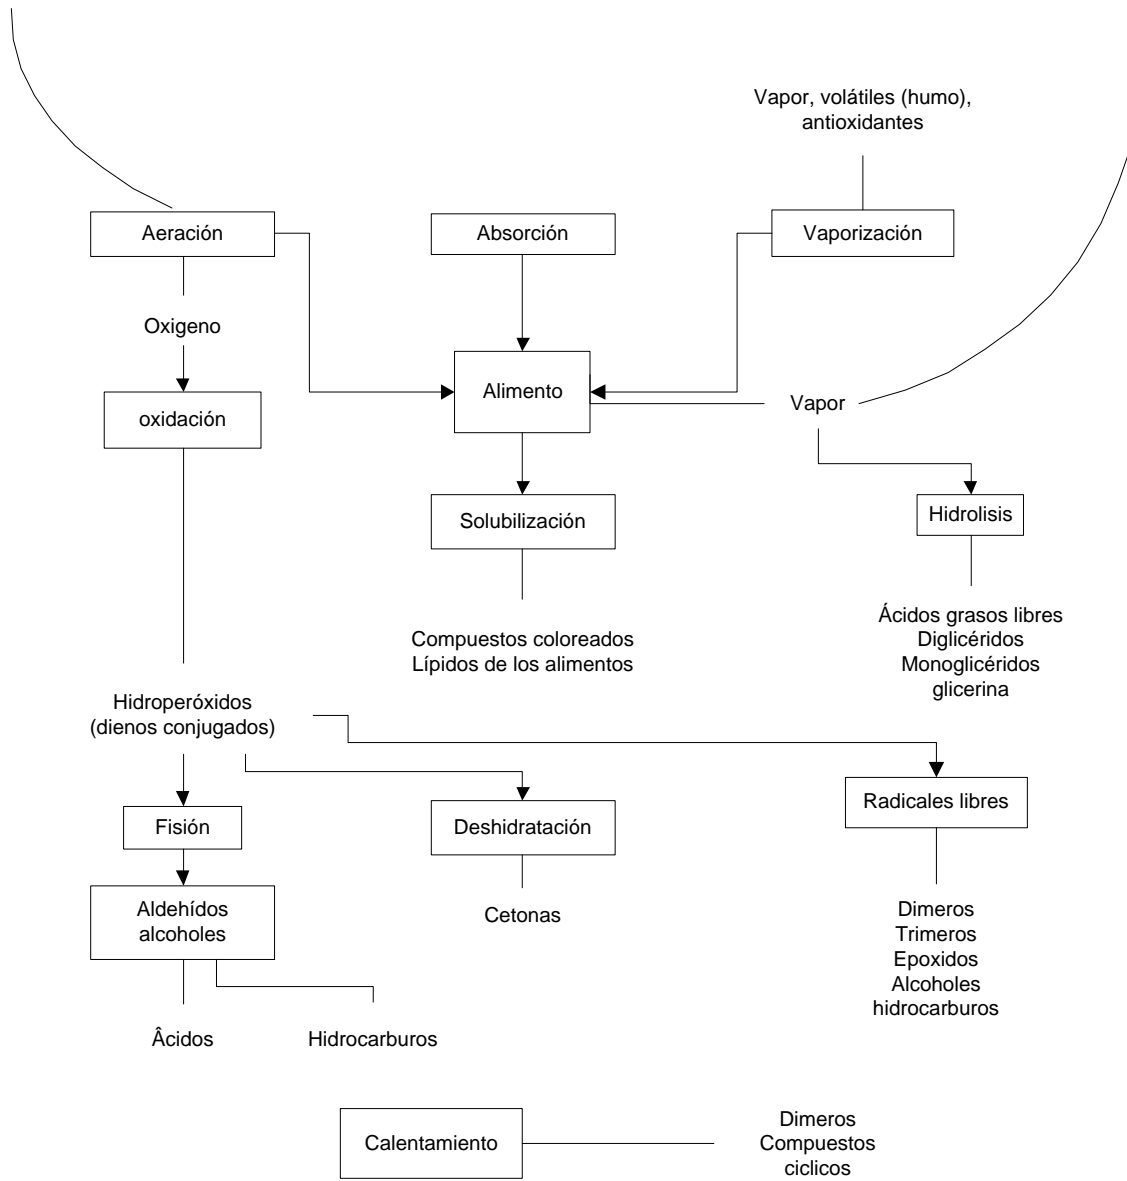 Vapor, volátiles (humo),
antioxidantes
Aeración
Absorción
Vaporización
Oxigeno
Alimento
Vapor
oxidación
Solubilización
Hidrolisis
Compuestos coloreados
Lípidos de los alimentos
Ácidos grasos libres
Diglicéridos
Monoglicéridos
glicerina
Hidroperóxidos
(dienos conjugados)
Fisión
Deshidratación
Radicales libres
Aldehídos
alcoholes
Cetonas
Dimeros
Trimeros
Epoxidos
Alcoholes
hidrocarburos
Âcidos
Hidrocarburos
Calentamiento
Dimeros
Compuestos
ciclicos